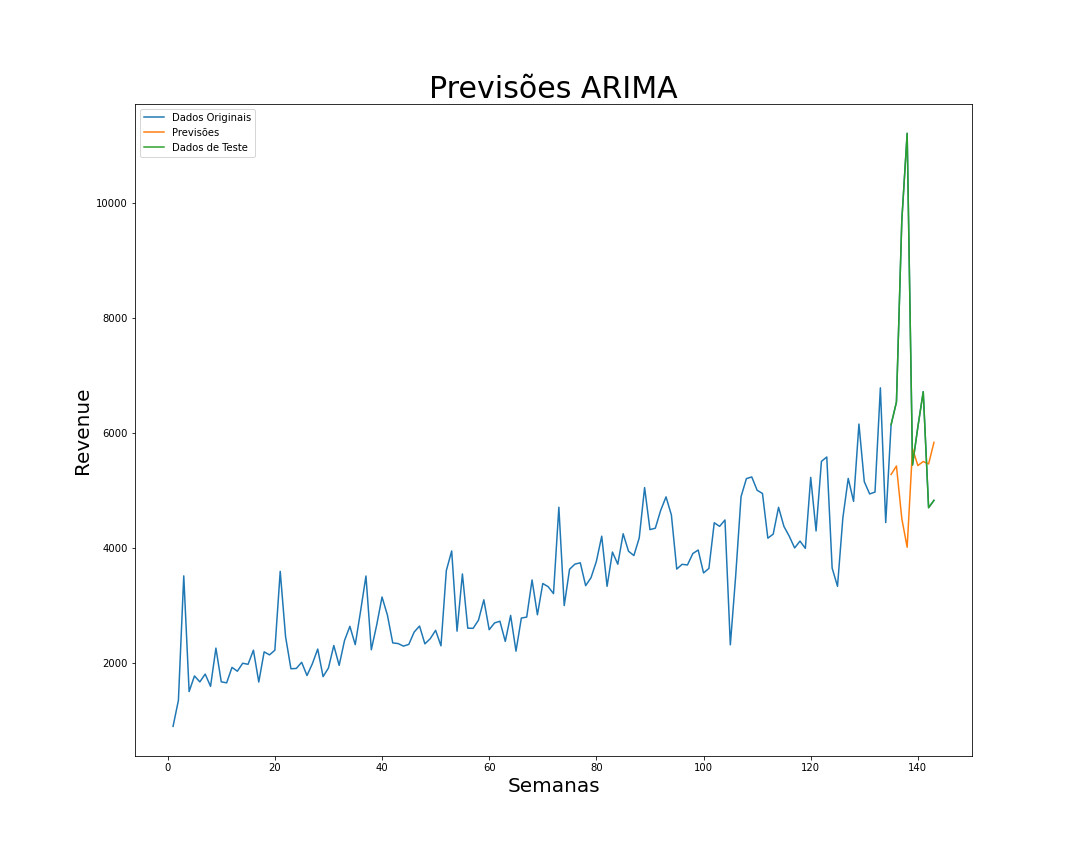 Previsões ARIMA
Dados Originais
Previsões
Dados de Teste
Revenue
10000
8000
6000
4000
2000
0 20 40 60 80 100 120 140
Semanas